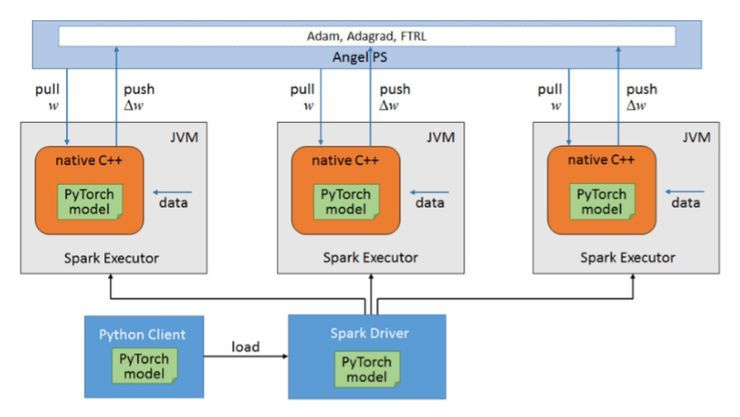 Adam, Adagrad, FTRL
Angel PS
pull
w
push
Δw
pull
w
push
Δw
pull
w
push
Δw
JVM
native C++
PyTorch
model
data
Spark Executor
JVM
native C++
PyTorch
model
data
Spark Executor
JVM
native C++
PyTorch
model
data
Spark Executor
Python Client
PyTorch
model
load
Spark Driver
PyTorch
model